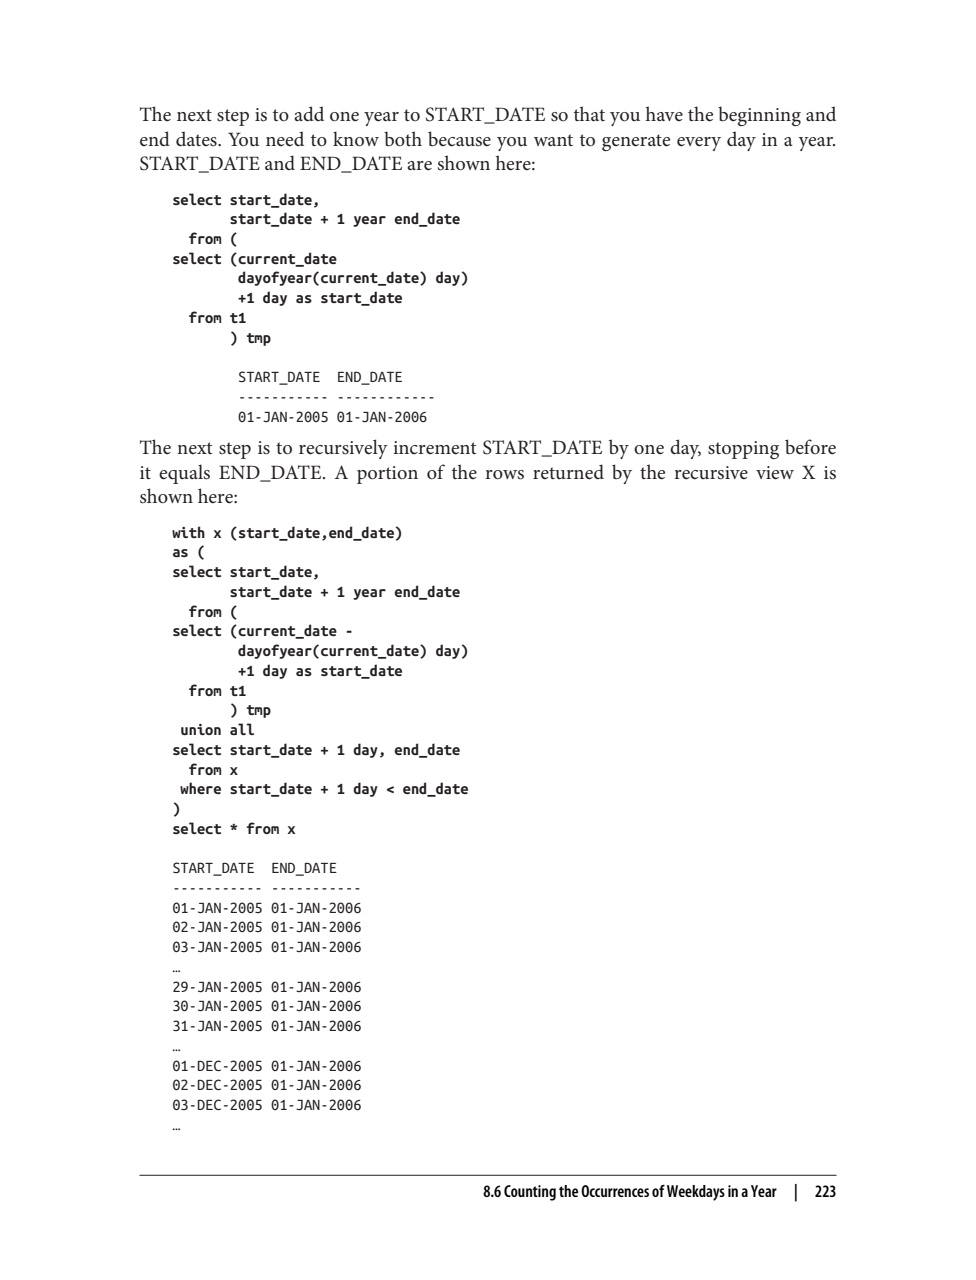 The next step is to add one year to START_DATE so that you have the beginning and
end dates. You need to know both because you want to generate every day in a year.
START_DATE and END_DATE are shown here:
select start_date,
       start_date + 1 year end_date
  from (
select (current_date
        dayofyear(current_date) day)
        +1 day as start_date
  from t1
       ) tmp
        START_DATE  END_DATE
        ----------- ------------
        01-JAN-2005 01-JAN-2006
The next step is to recursively increment START_DATE by one day, stopping before
it equals END_DATE. A portion of the rows returned by the recursive view X is
shown here:
with x (start_date,end_date)
as (
select start_date,
       start_date + 1 year end_date
  from (
select (current_date -
        dayofyear(current_date) day)
        +1 day as start_date
  from t1
       ) tmp
 union all
select start_date + 1 day, end_date
  from x
 where start_date + 1 day < end_date
)
select * from x
START_DATE  END_DATE
----------- -----------
01-JAN-2005 01-JAN-2006
02-JAN-2005 01-JAN-2006
03-JAN-2005 01-JAN-2006
…
29-JAN-2005 01-JAN-2006
30-JAN-2005 01-JAN-2006
31-JAN-2005 01-JAN-2006
…
01-DEC-2005 01-JAN-2006
02-DEC-2005 01-JAN-2006
03-DEC-2005 01-JAN-2006
…
8.6 Counting the Occurrences of Weekdays in a Year | 223